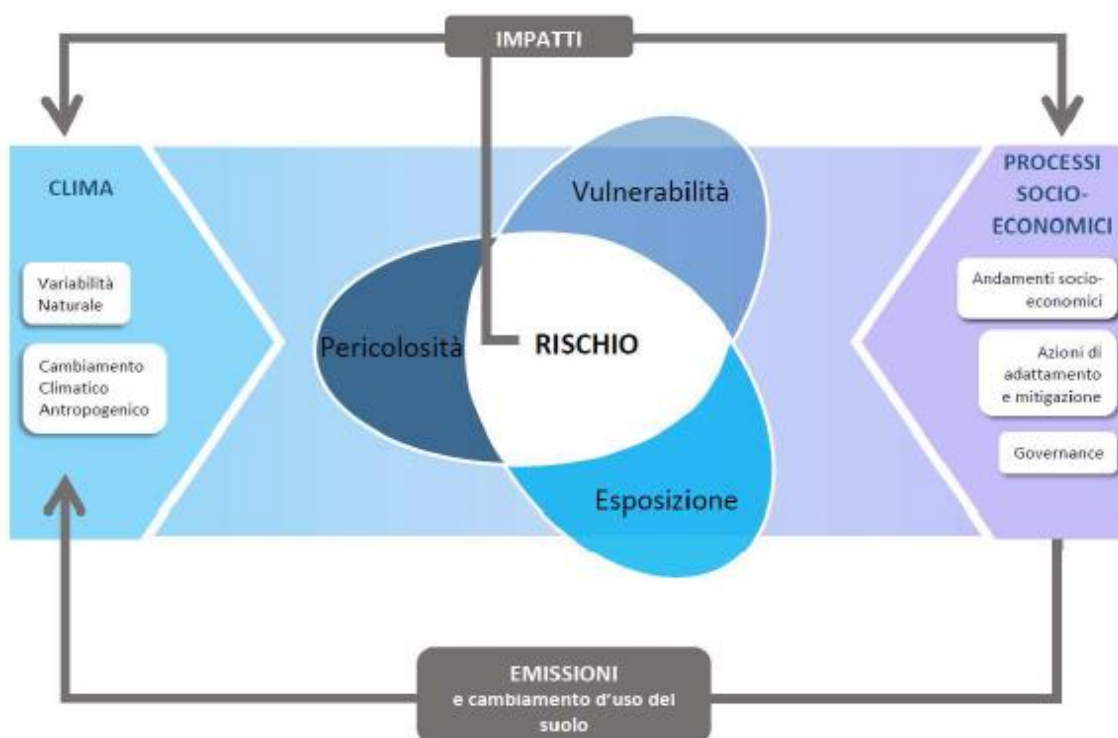 IMPATTI
CLIMA
Variabilità
Naturale
Cambiamento
Climatico
Antropogenico
Vulnerabilità
Pericolosità
RISCHIO
Esposizione
PROCESSI
SOCIO-
ECONOMICI
Andamenti socio-
economici
Azioni di
adattamento
e mitigazione
Governance
EMISSIONI
e cambiamento d'uso del
suolo